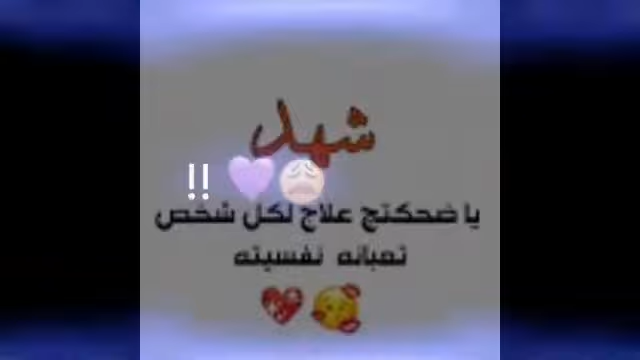 شهد
!! 💜😩
يا ضحكتج علاج لكل شخص
تعبانه نفسيته
💖🥰